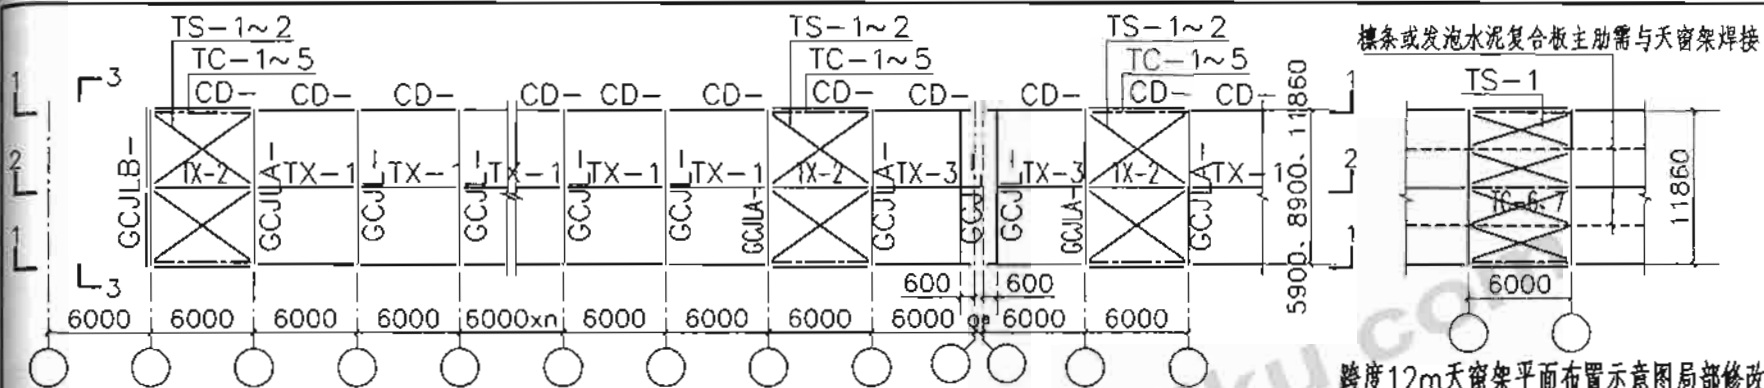 TS-1~2 TS-1~2 TS-1~2
TC-1~5 TC-1~5 TC-1~5
檩条或发泡水泥复合板主肋需与天窗架焊接
TS-1
1 3 CD- CD- CD- CD- CD- CD- CD- CD- CD- CD- CD- 1
2 GCJLB- TX-2 GCJLA- TX-1 GCJL- TX-1 GCJL- TX-1 GCJL- TX-1 GCJL- TX-1 GCJLA- TX-2 GCJLA- TX-3 GCJL- GCJL- TX-3 GCJLA- TX-2 GCJLA- TX-1 2
1 3 1
5900、8900、11860
TC-6、7
11860
600 600
6000 6000 6000 6000 6000xn 6000 6000 6000 6000 6000 6000
6000
跨度12m天窗架平面布置示意图局部修改